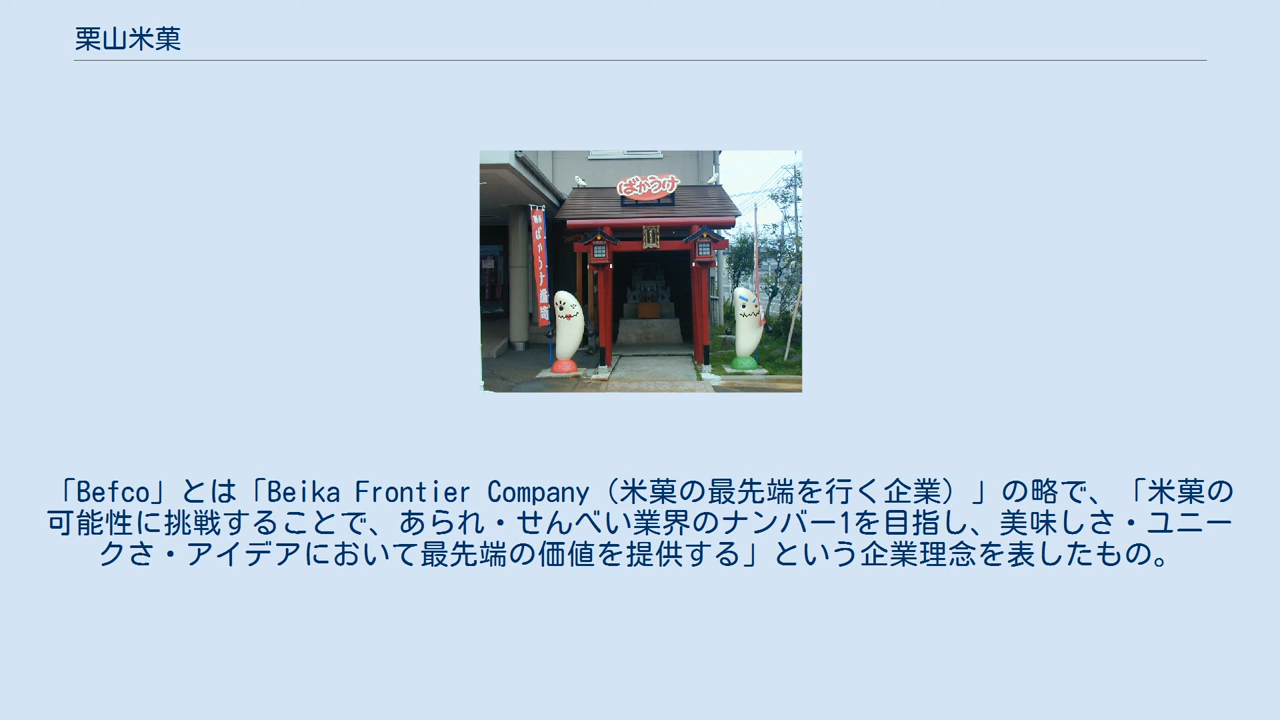 栗山米菓
ばかうけ
ばかうけ
「Befco」とは「Beika Frontier Company（米菓の最先端を行く企業）」の略で、「米菓の
可能性に挑戦することで、あられ・せんべい業界のナンバー1を目指し、美味しさ・ユニー
クさ・アイデアにおいて最先端の価値を提供する」という企業理念を表したもの。